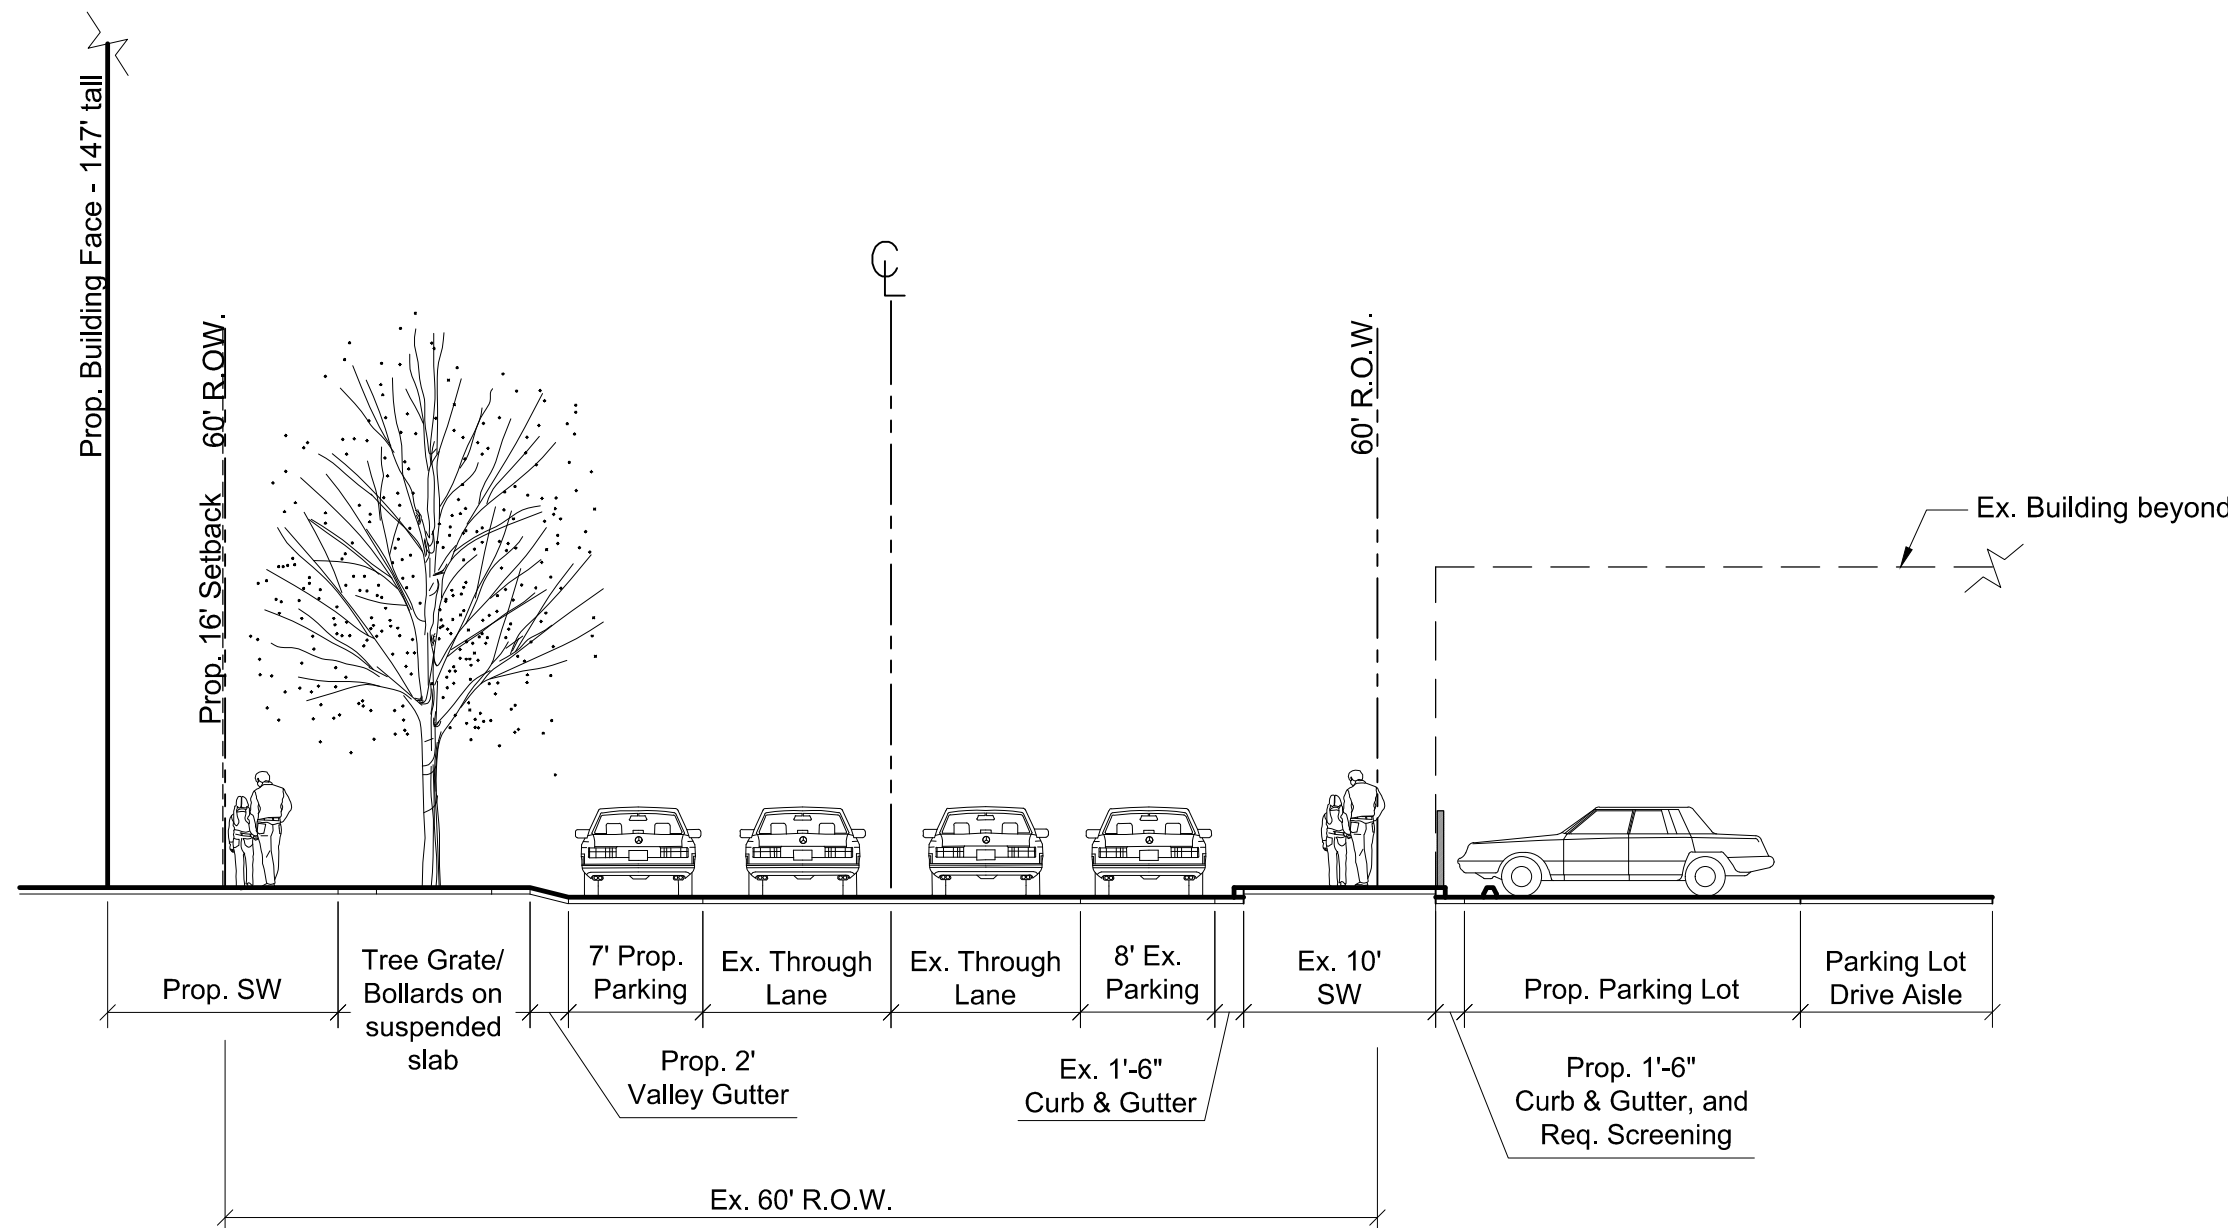 Prop. Building Face - 147' tall
60' R.OW.
Prop. 16' Setback
CL
60' R.O.W.
Ex. Building beyond
Prop. SW
Tree Grate/
Bollards on
suspended
slab
7' Prop.
Parking
Ex. Through
Lane
Ex. Through
Lane
8' Ex.
Parking
Ex. 10'
SW
Prop. Parking Lot
Parking Lot
Drive Aisle
Prop. 2'
Valley Gutter
Ex. 1'-6"
Curb & Gutter
Prop. 1'-6"
Curb & Gutter, and
Req. Screening
Ex. 60' R.O.W.